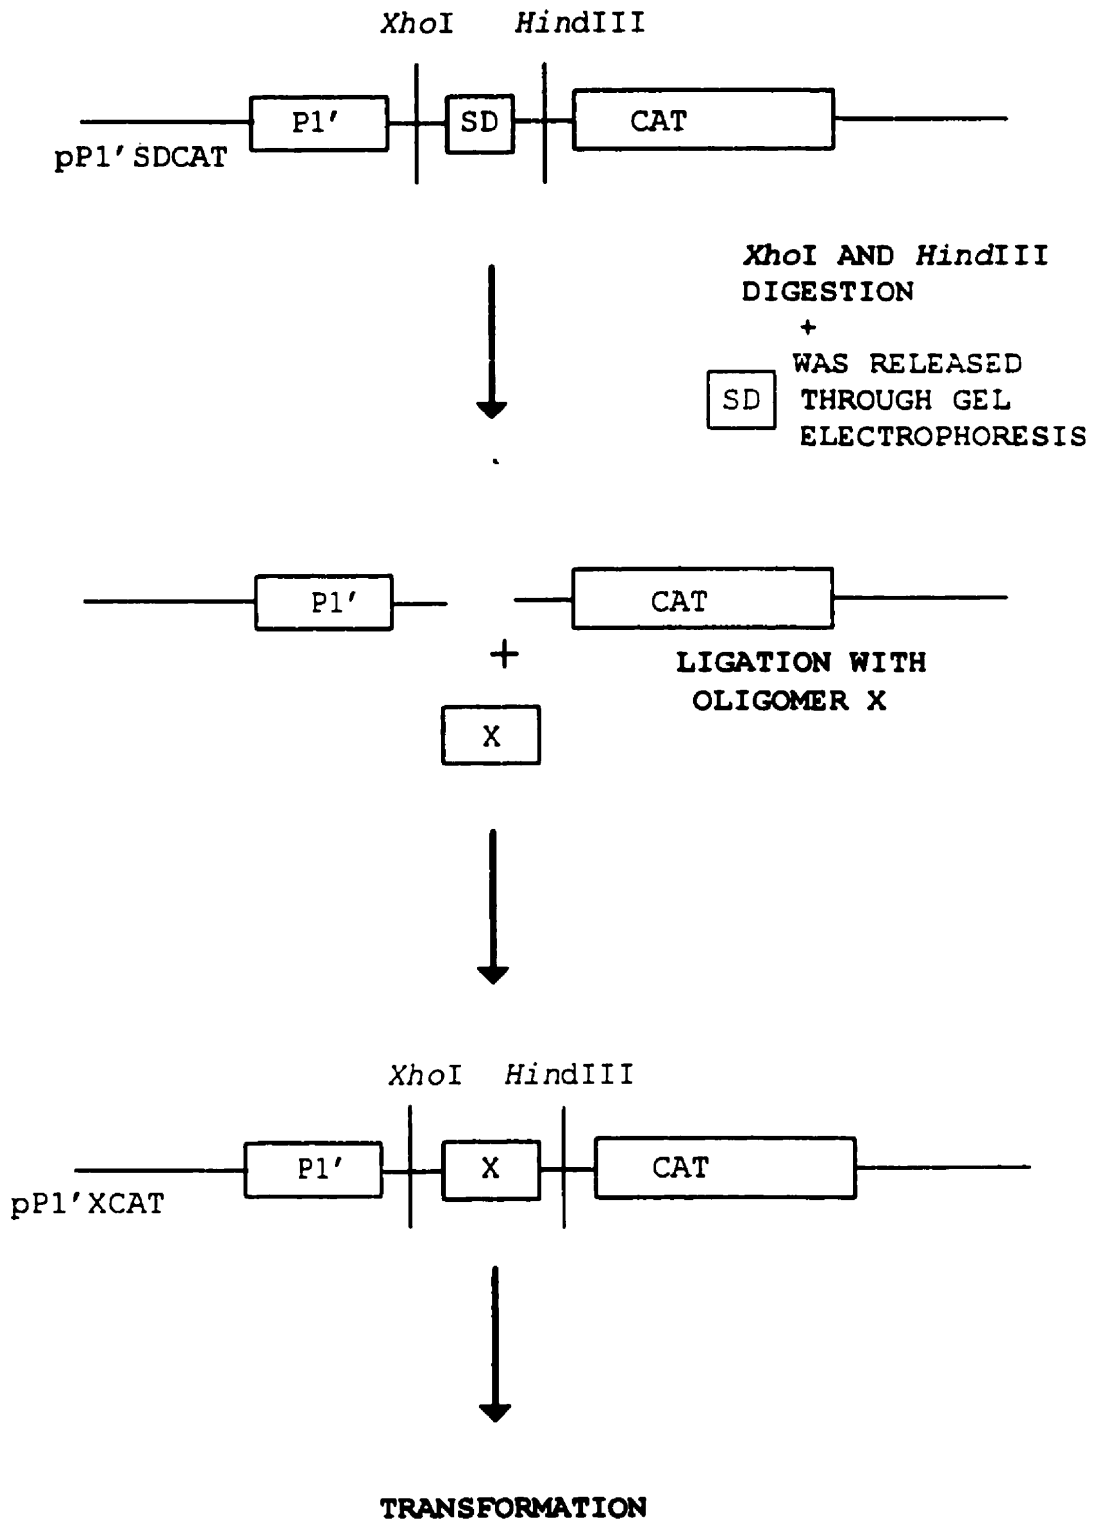 XhoI HindIII
P1' SD CAT
pP1'SDCAT
XhoI AND HindIII
DIGESTION
+
WAS RELEASED
SD THROUGH GEL
ELECTROPHORESIS
P1' CAT
+
LIGATION WITH
OLIGOMER X
X
XhoI HindIII
P1' X CAT
pP1'XCAT
TRANSFORMATION